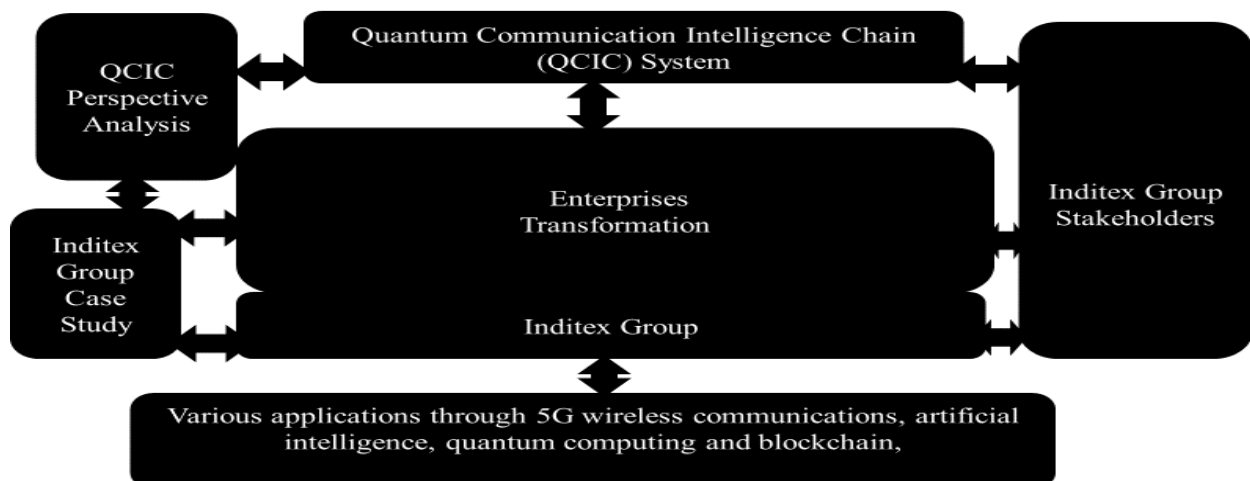 Quantum Communication Intelligence Chain
(QCIC) System
QCIC
Perspective
Analysis
Enterprises
Transformation
Inditex Group
Stakeholders
Inditex
Group
Case
Study
Inditex Group
Various applications through 5G wireless communications, artificial
intelligence, quantum computing and blockchain,